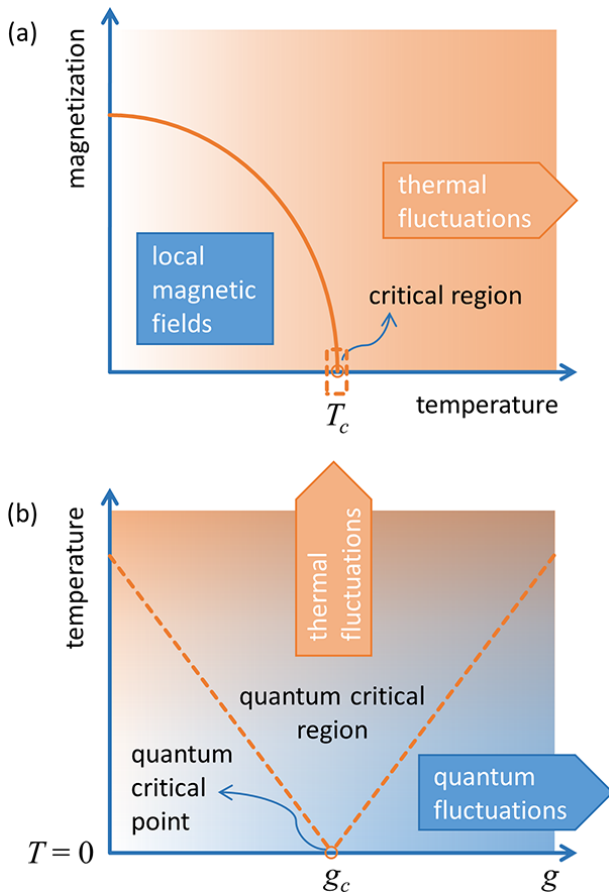 (a)
magnetization
thermal
fluctuations
local
magnetic
fields
critical region
T_c
temperature
(b)
temperature
thermal
fluctuations
quantum critical
region
quantum
critical
point
quantum
fluctuations
T = 0
g_c
g